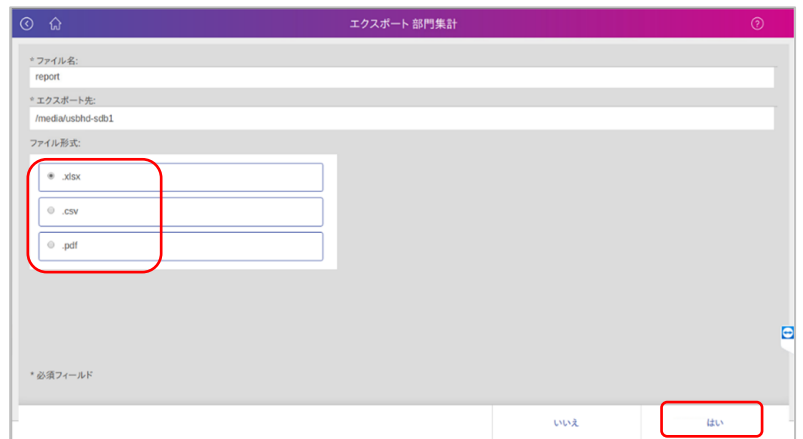 エクスポート 部門集計
* ファイル名:
report
* エクスポート先:
/media/usbhd-sdb1
ファイル形式:
.xlsx
.csv
.pdf
* 必須フィールド
いいえ
はい